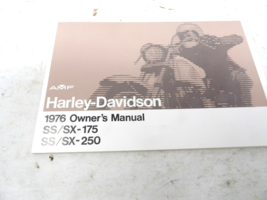 AMF
Harley-Davidson
1976 Owner's Manual
SS/SX-175
SS/SX-250